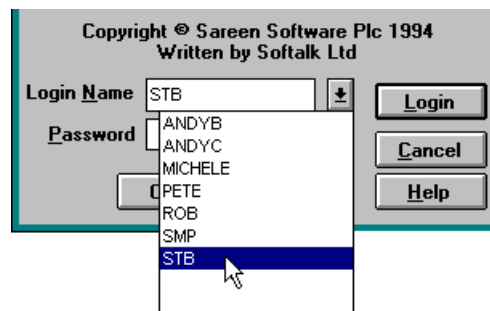 Copyright © Sareen Software Plc 1994
Written by Softalk Ltd
Login Name STB Login
Password
ANDYB
ANDYC
Cancel
MICHELE
PETE
Help
ROB
SMP
STB